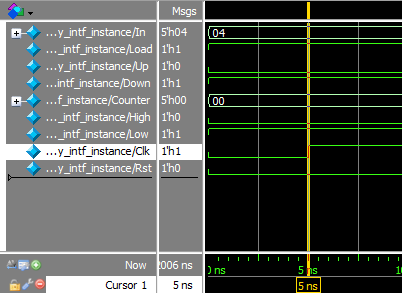 Msgs
...y_intf_instance/In 5'h04 04
..._intf_instance/Load 1'h1
...y_intf_instance/Up 1'h0
...intf_instance/Down 1'h1
...f_instance/Counter 5'h00 00
..._intf_instance/High 1'h0
..._intf_instance/Low 1'h1
...y_intf_instance/Clk 1'h1
...y_intf_instance/Rst 1'h0
Now 2006 ns 0 ns 5 ns 10
Cursor 1 5 ns 5 ns